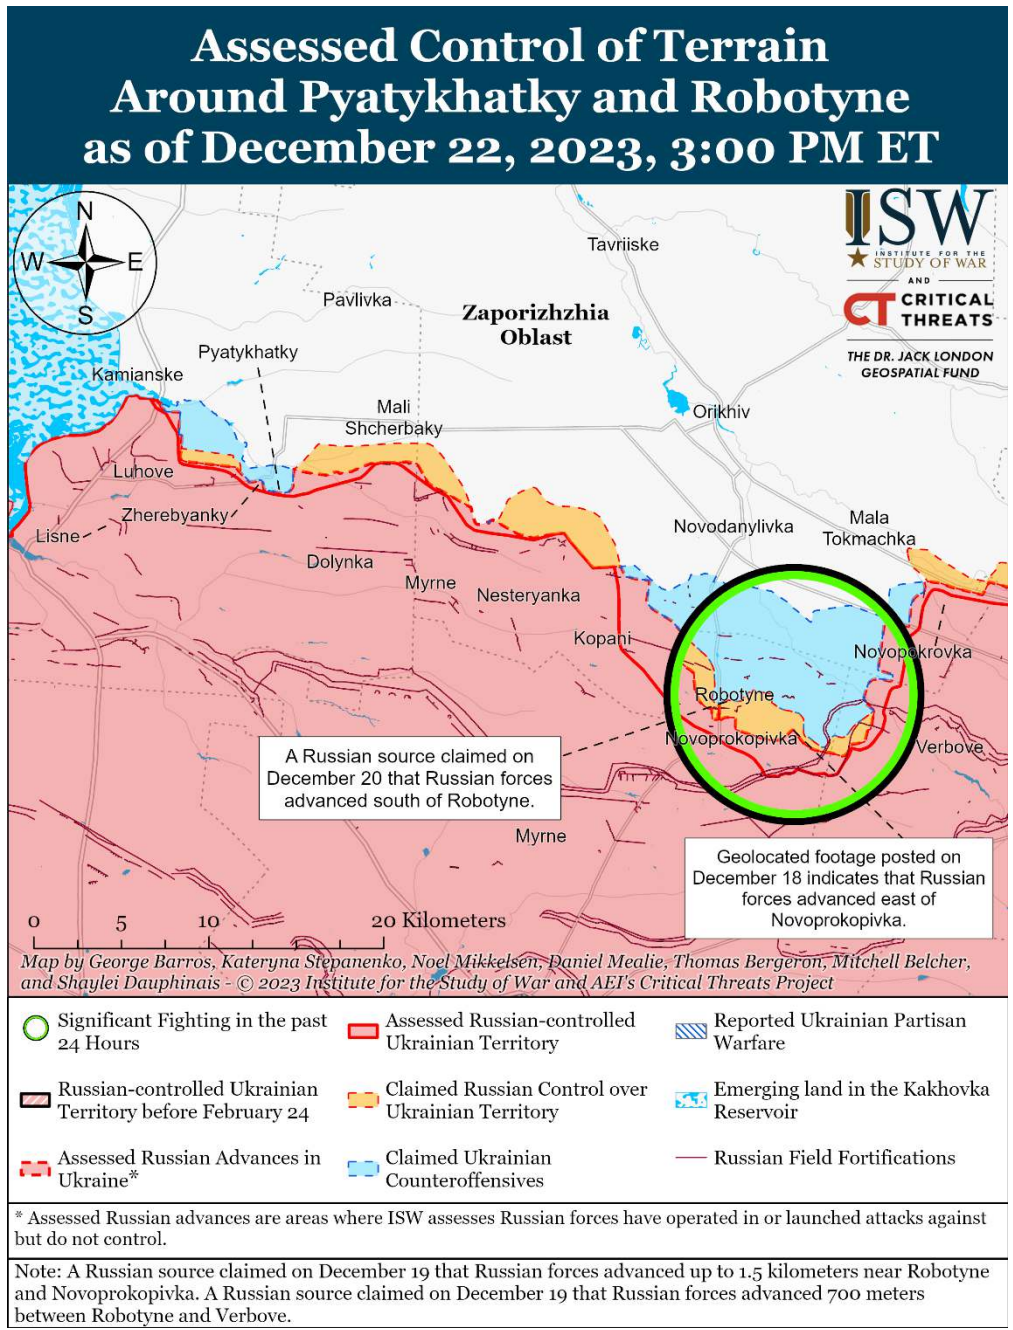 Assessed Control of Terrain
Around Pyatykhatky and Robotyne
as of December 22, 2023, 3:00 PM ET
N
W
E
S
ISW
INSTITUTE FOR THE
STUDY OF WAR
AND
CT CRITICAL
THREATS
THE DR. JACK LONDON
GEOSPATIAL FUND
Tavriiske
Pavlivka
Zaporizhzhia
Oblast
Pyatykhatky
Kamianske
Mali
Shcherbaky
Orikhiv
Luhove
Zherebyanky
Lisne
Novodanylivka
Mala
Tokmachka
Dolynka
Myrne
Nesteryanka
Kopani
Novopokrovka
Robotyne
Novoprokopivka
Verbove
A Russian source claimed on
December 20 that Russian forces
advanced south of Robotyne.
Myrne
Geolocated footage posted on
December 18 indicates that Russian
forces advanced east of
Novoprokopivka.
0 5 10 20 Kilometers
Map by George Barros, Kateryna Stepanenko, Noel Mikkelsen, Daniel Mealie, Thomas Bergeron, Mitchell Belcher,
and Shaylei Dauphinais - © 2023 Institute for the Study of War and AEI's Critical Threats Project
Significant Fighting in the past
24 Hours
Russian-controlled Ukrainian
Territory before February 24
Assessed Russian Advances in
Ukraine*
Assessed Russian-controlled
Ukrainian Territory
Claimed Russian Control over
Ukrainian Territory
Claimed Ukrainian
Counteroffensives
Reported Ukrainian Partisan
Warfare
Emerging land in the Kakhovka
Reservoir
Russian Field Fortifications
* Assessed Russian advances are areas where ISW assesses Russian forces have operated in or launched attacks against
but do not control.
Note: A Russian source claimed on December 19 that Russian forces advanced up to 1.5 kilometers near Robotyne
and Novoprokopivka. A Russian source claimed on December 19 that Russian forces advanced 700 meters
between Robotyne and Verbove.